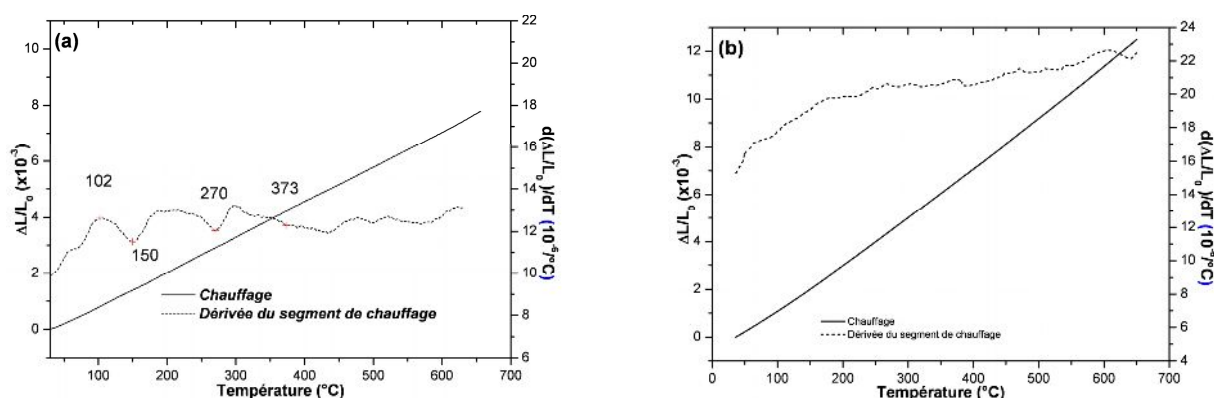 (a)
10
8
6
4
2
0
ΔL/L0 (x10-3)
102
150
270
373
Chauffage
Dérivée du segment de chauffage
100 200 300 400 500 600 700
Température (°C)
22
20
18
16
14
12
10
8
6
d(ΔL/L0)/dT (10-6/°C)
(b)
12
10
8
6
4
2
0
ΔL/L0 (x10-3)
Chauffage
Dérivée du segment de chauffage
0 100 200 300 400 500 600 700
Température (°C)
24
22
20
18
16
14
12
10
8
6
4
d(ΔL/L0)/dT (10-6/°C)